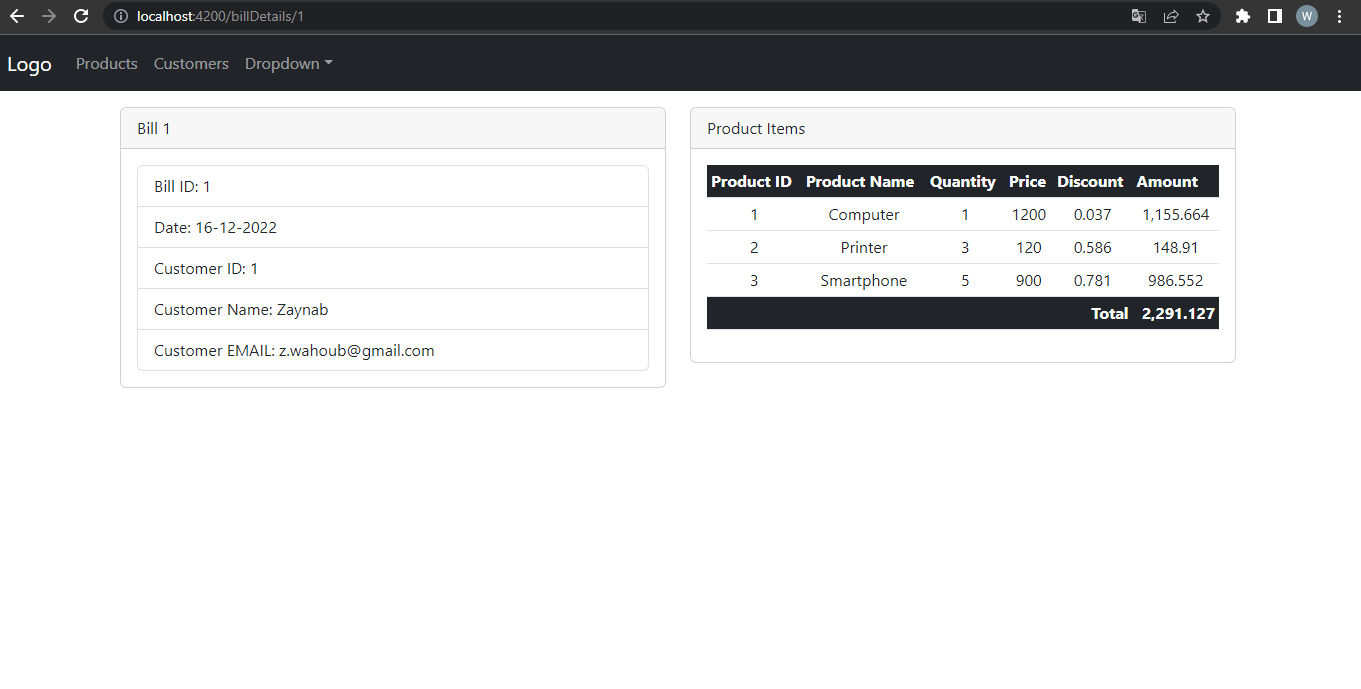 localhost:4200/billDetails/1
W
Logo Products Customers Dropdown
Bill 1
Bill ID: 1
Date: 16-12-2022
Customer ID: 1
Customer Name: Zaynab
Customer EMAIL: z.wahoub@gmail.com
Product Items
Product ID Product Name Quantity Price Discount Amount
1 Computer 1 1200 0.037 1,155.664
2 Printer 3 120 0.586 148.91
3 Smartphone 5 900 0.781 986.552
Total 2,291.127